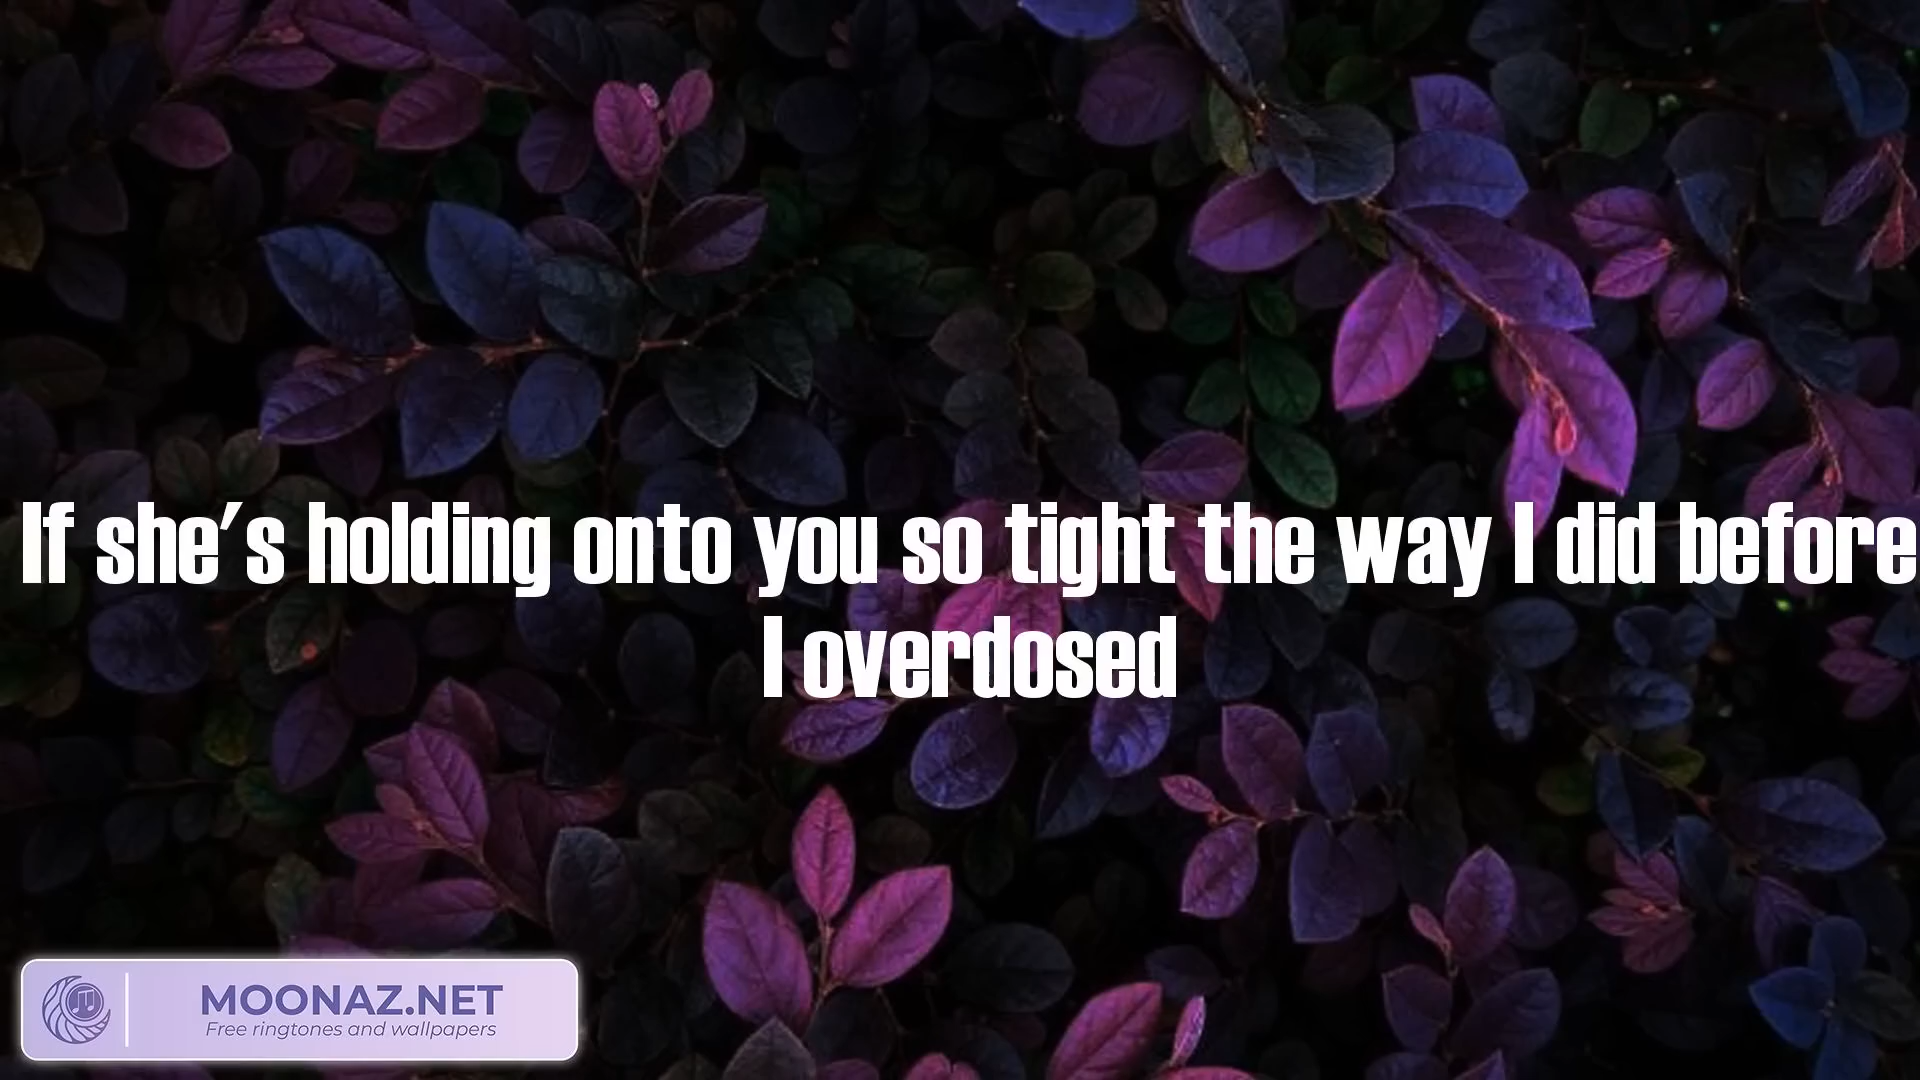 If she's holding onto you so tight the way I did before
I overdosed
MOONAZ.NET
Free ringtones and wallpapers